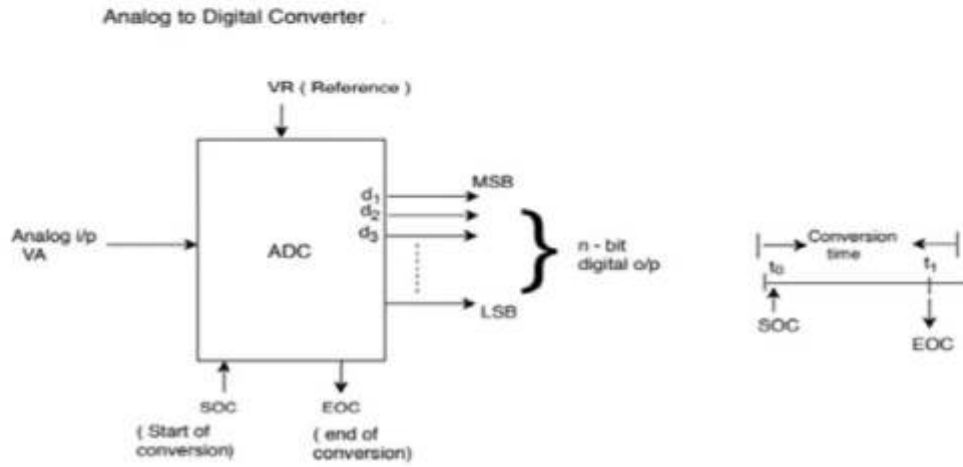 Analog to Digital Converter
VR ( Reference )
MSB
d1
d2
d3
Analog i/p
VA
ADC
n - bit
digital o/p
LSB
SOC
( Start of
conversion)
EOC
( end of
conversion)
Conversion
time
t0
t1
SOC
EOC